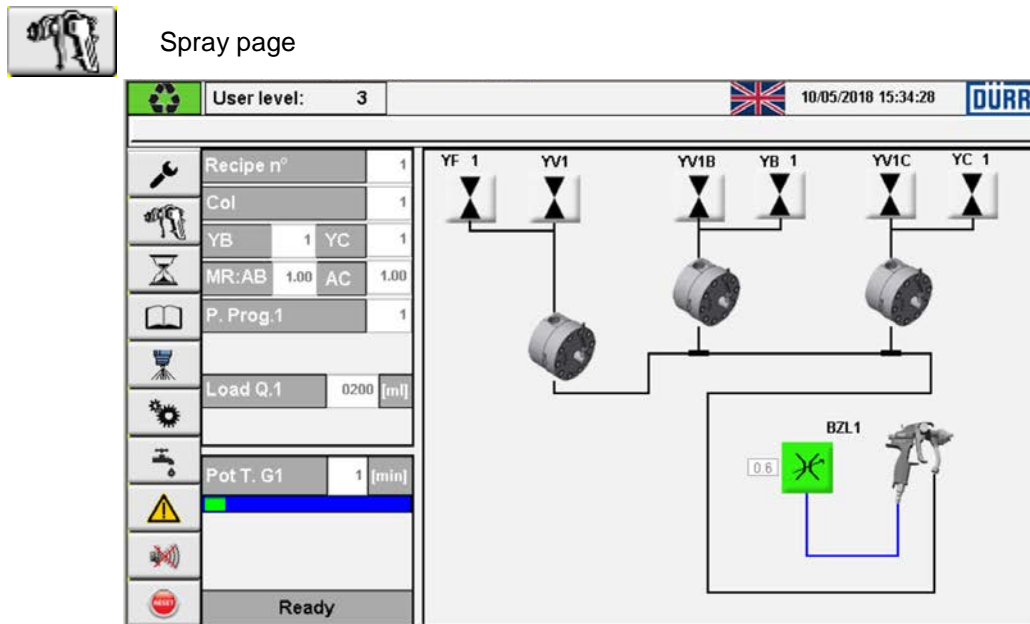 Spray page
User level: 3
10/05/2018 15:34:28
DÜRR
Recipe n° 1
Col 1
YB 1 YC 1
MR:AB 1.00 AC 1.00
P. Prog.1 1
Load Q.1 0200 [ml]
Pot T. G1 1 [min]
Ready
YF 1 YV1 YV1B YB 1 YV1C YC 1
BZL1
0.6
RESET